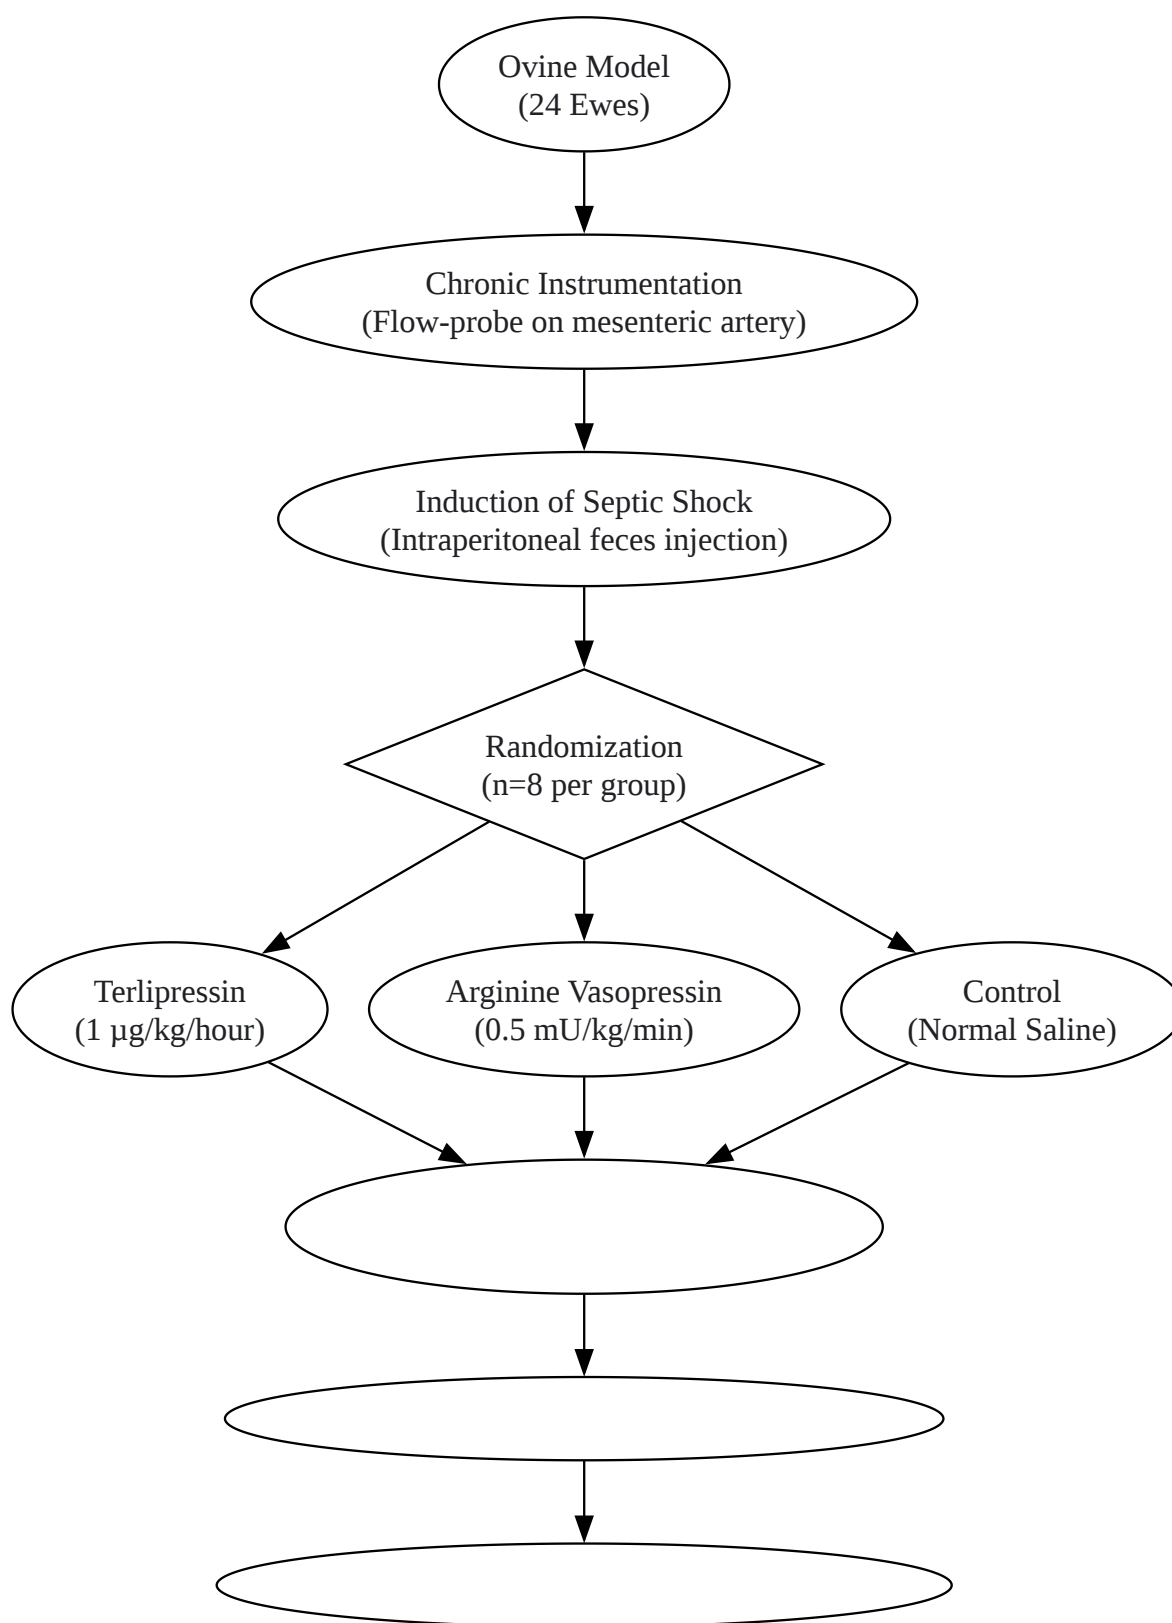 Ovine Model
(24 Ewes)
Chronic Instrumentation
(Flow-probe on mesenteric artery)
Induction of Septic Shock
(Intraperitoneal feces injection)
Randomization
(n=8 per group)
Terlipressin
(1 µg/kg/hour)
Arginine Vasopressin
(0.5 mU/kg/min)
Control
(Normal Saline)